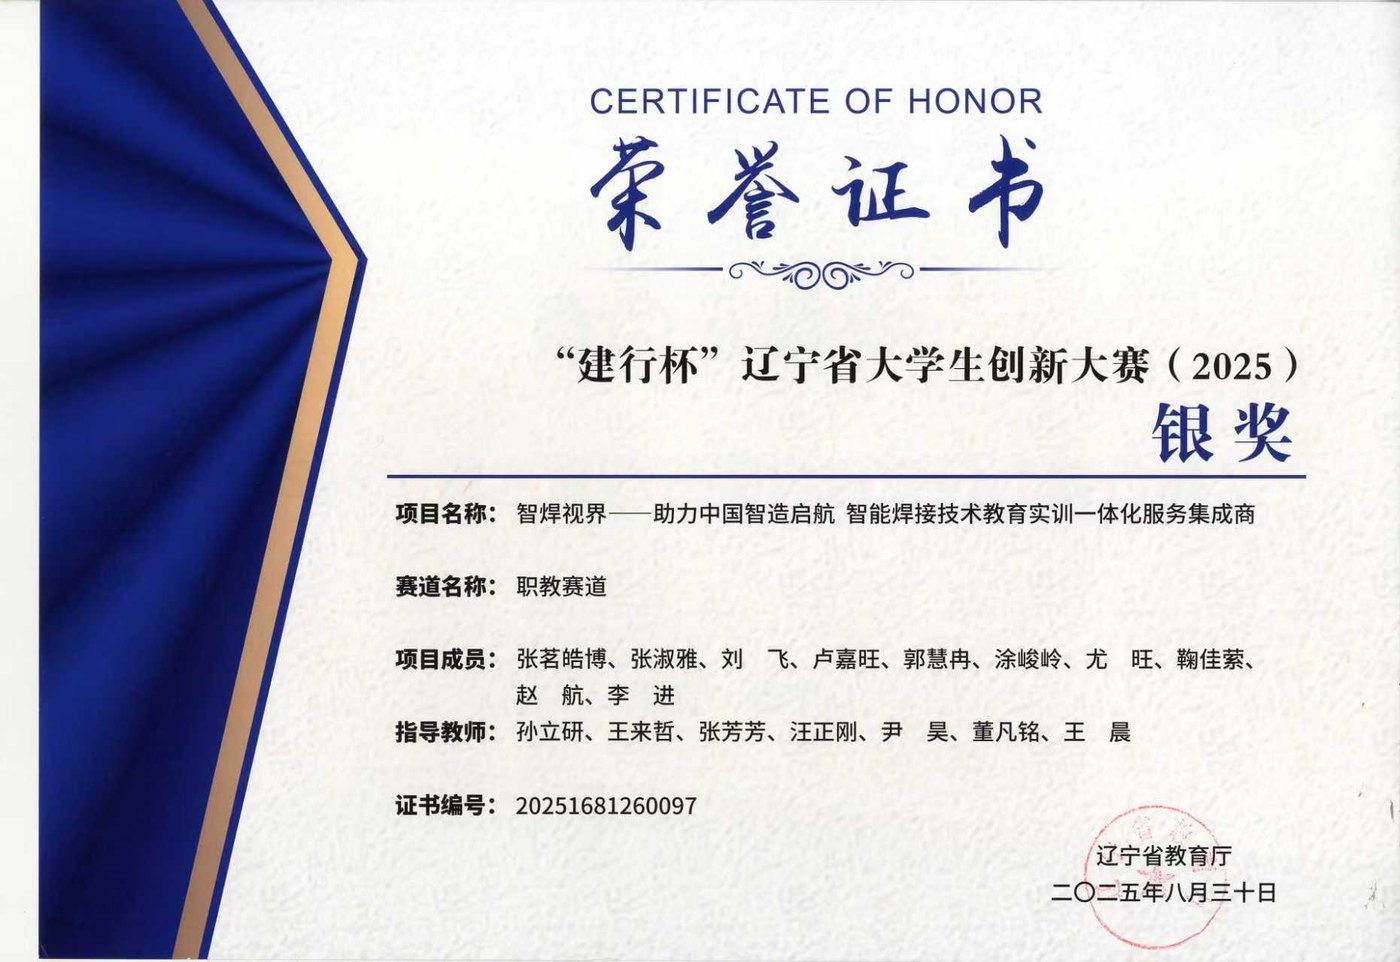 CERTIFICATE OF HONOR
荣誉证书
“建行杯”辽宁省大学生创新大赛（2025）
银奖
项目名称： 智焊视界——助力中国智造启航 智能焊接技术教育实训一体化服务集成商
赛道名称： 职教赛道
项目成员： 张茗皓博、张淑雅、刘　飞、卢嘉旺、郭慧冉、涂峻岭、尤　旺、鞠佳萦、
赵　航、李　进
指导教师： 孙立研、王来哲、张芳芳、汪正刚、尹　昊、董凡铭、王　晨
证书编号： 20251681260097
辽宁省教育厅
二〇二五年八月三十日